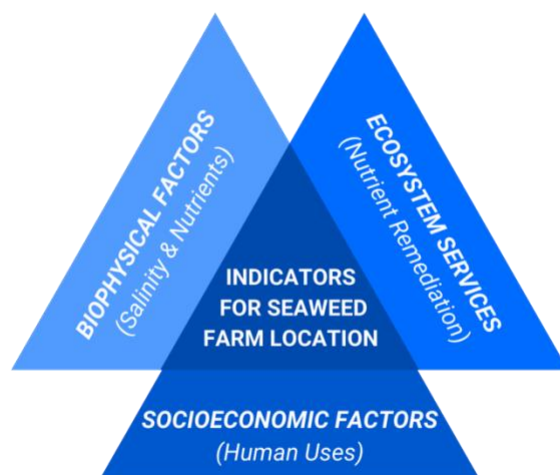 BIOPHYSICAL FACTORS
(Salinity & Nutrients)
ECOSYSTEM SERVICES
(Nutrient Remediation)
INDICATORS
FOR SEAWEED
FARM LOCATION
SOCIOECONOMIC FACTORS
(Human Uses)